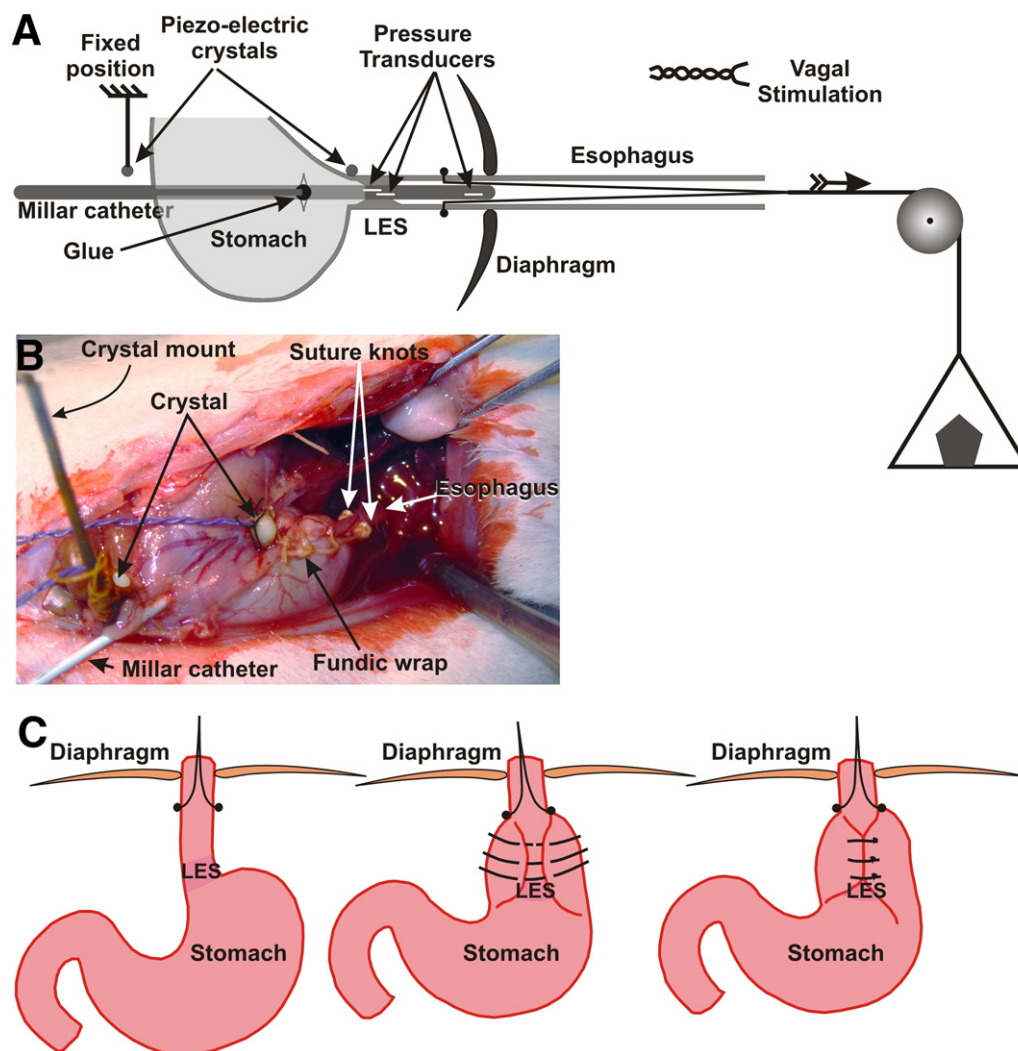 A
Fixed
position
Piezo-electric
crystals
Pressure
Transducers
Vagal
Stimulation
Esophagus
Millar catheter
Glue
Stomach
LES
Diaphragm
B
Crystal mount
Suture knots
Crystal
Esophagus
Fundic wrap
Millar catheter
C
Diaphragm
Diaphragm
Diaphragm
LES
LES
LES
Stomach
Stomach
Stomach